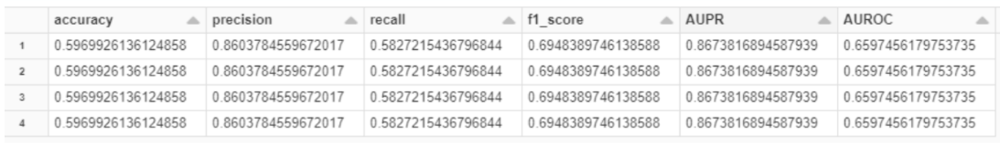 accuracy precision recall f1_score AUPR AUROC
1 0.5969926136124858 0.8603784559672017 0.5827215436796844 0.6948389746138588 0.8673816894587939 0.6597456179753735
2 0.5969926136124858 0.8603784559672017 0.5827215436796844 0.6948389746138588 0.8673816894587939 0.6597456179753735
3 0.5969926136124858 0.8603784559672017 0.5827215436796844 0.6948389746138588 0.8673816894587939 0.6597456179753735
4 0.5969926136124858 0.8603784559672017 0.5827215436796844 0.6948389746138588 0.8673816894587939 0.6597456179753735